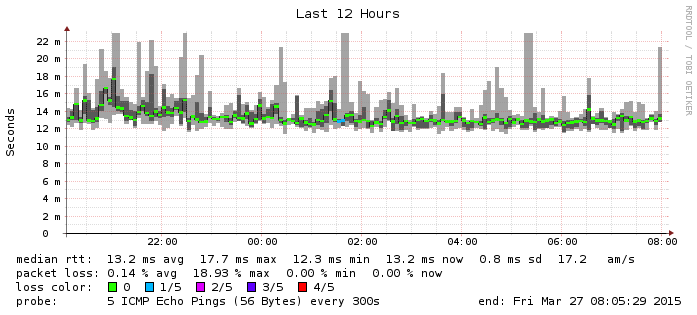 Last 12 Hours
RRDTOOL / TOBI OETIKER
Seconds
22 m
20 m
18 m
16 m
14 m
12 m
10 m
8 m
6 m
4 m
2 m
0
22:00 00:00 02:00 04:00 06:00 08:00
median rtt: 13.2 ms avg 17.7 ms max 12.3 ms min 13.2 ms now 0.8 ms sd 17.2 am/s
packet loss: 0.14 % avg 18.93 % max 0.00 % min 0.00 % now
loss color: 0 1/5 2/5 3/5 4/5
probe: 5 ICMP Echo Pings (56 Bytes) every 300s end: Fri Mar 27 08:05:29 2015